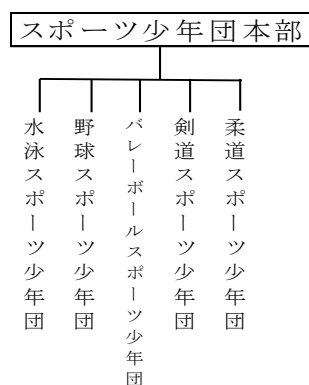 スポーツ少年団本部
柔道スポーツ少年団
剣道スポーツ少年団
バレーボールスポーツ少年団
野球スポーツ少年団
水泳スポーツ少年団